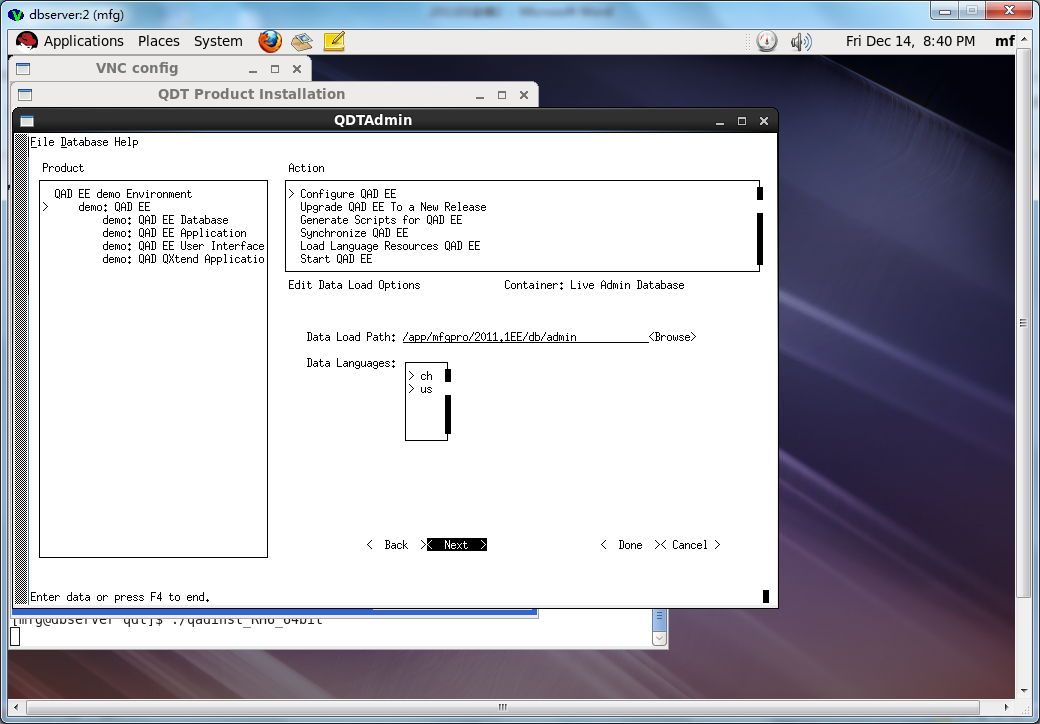 dbserver:2 (mfg)
Applications Places System
Fri Dec 14, 8:40 PM mf
VNC config
QDT Product Installation
QDTAdmin
File Database Help
Product
QAD EE demo Environment
> demo: QAD EE
demo: QAD EE Database
demo: QAD EE Application
demo: QAD EE User Interface
demo: QAD QXtend Applicatio
Action
> Configure QAD EE
Upgrade QAD EE To a New Release
Generate Scripts for QAD EE
Synchronize QAD EE
Load Language Resources QAD EE
Start QAD EE
Edit Data Load Options Container: Live Admin Database
Data Load Path: /app/mfgpro/2011.1EE/db/admin <Browse>
Data Languages:
> ch
> us
< Back >< Next > < Done >< Cancel >
Enter data or press F4 to end.
[mfg@dbserver qdt]$ ./qadinst_RH6_64bit